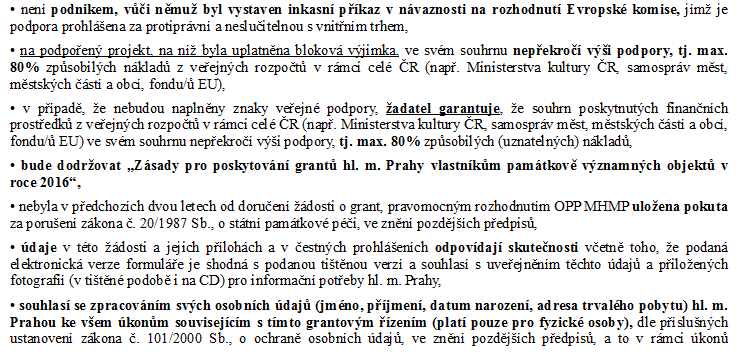 • není podnikem, vůči němuž byl vystaven inkasní příkaz v návaznosti na rozhodnutí Evropské komise, jímž je
podpora prohlášena za protiprávní a neslučitelnou s vnitřním trhem,
• na podpořený projekt, na niž byla uplatněna bloková výjimka, ve svém souhrnu nepřekročí výši podpory, tj. max.
80% způsobilých nákladů z veřejných rozpočtů v rámci celé ČR (např. Ministerstva kultury ČR, samospráv měst,
městských částí a obcí, fondu/ů EU),
• v případě, že nebudou naplněny znaky veřejné podpory, žadatel garantuje, že souhrn poskytnutých finančních
prostředků z veřejných rozpočtů v rámci celé ČR (např. Ministerstva kultury ČR, samospráv měst, městských částí a obcí,
fondu/ů EU) ve svém souhrnu nepřekročí výši podpory, tj. max. 80% způsobilých (uznatelných) nákladů,
• bude dodržovat „Zásady pro poskytování grantů hl. m. Prahy vlastníkům památkově významných objektů v
roce 2016“,
• nebyla v předchozích dvou letech od doručení žádosti o grant, pravomocným rozhodnutím OPP MHMP uložena pokuta
za porušení zákona č. 20/1987 Sb., o státní památkové péči, ve znění pozdějších předpisů,
• údaje v této žádosti a jejich přílohách a v čestných prohlášeních odpovídají skutečnosti včetně toho, že podaná
elektronická verze formuláře je shodná s podanou tištěnou verzí a souhlasí s uveřejněním těchto údajů a přiložených
fotografií (v tištěné podobě i na CD) pro informační potřeby hl. m. Prahy,
• souhlasí se zpracováním svých osobních údajů (jméno, příjmení, datum narození, adresa trvalého pobytu) hl. m.
Prahou ke všem úkonům souvisejícím s tímto grantovým řízením (platí pouze pro fyzické osoby), dle příslušných
ustanovení zákona č. 101/2000 Sb., o ochraně osobních údajů, ve znění pozdějších předpisů, a to v rámci úkonů